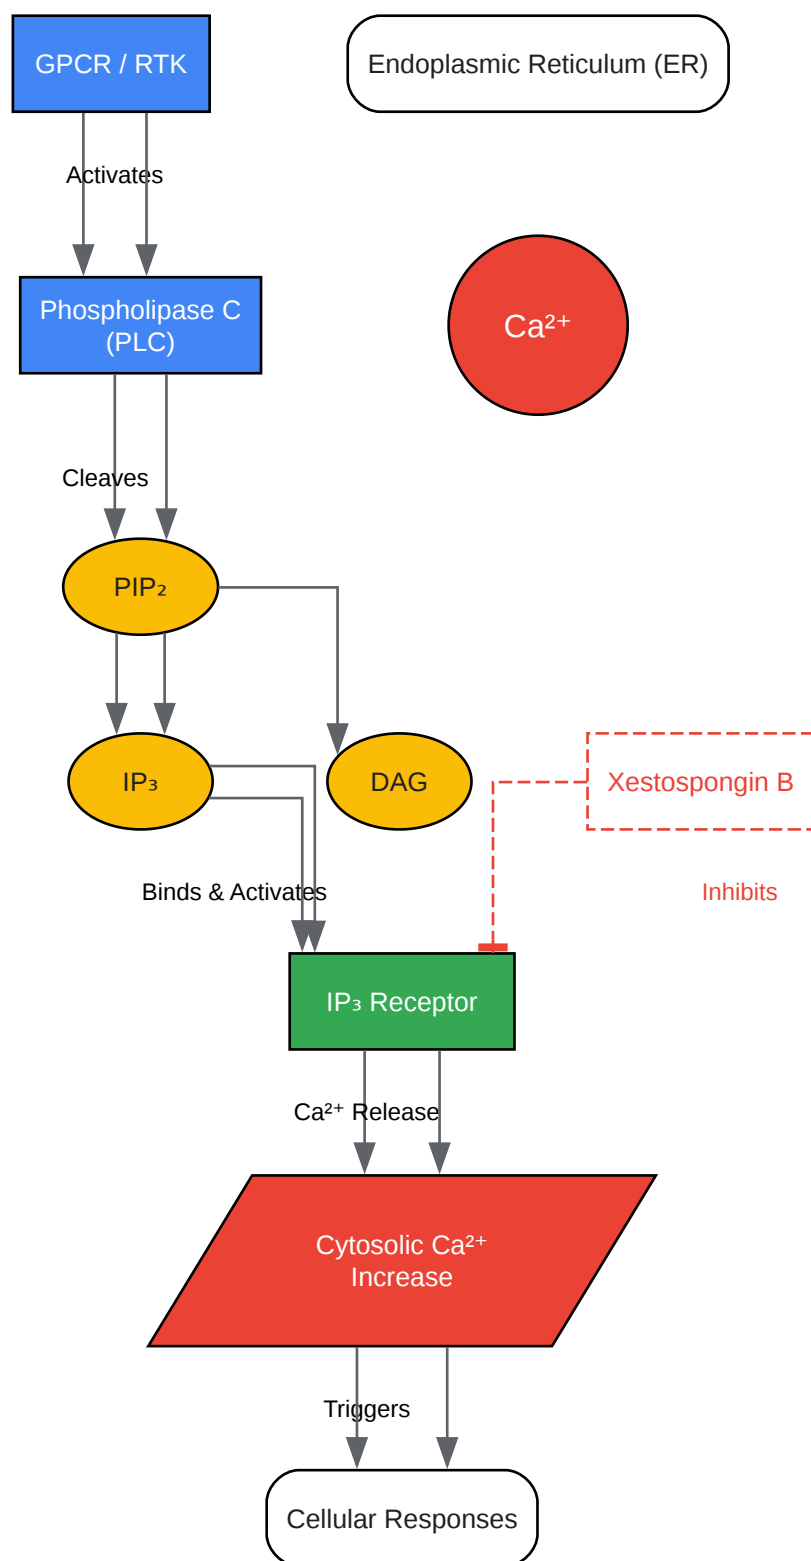 GPCR / RTK
Endoplasmic Reticulum (ER)
Activates
Phospholipase C
(PLC)
Ca²⁺
Cleaves
PIP₂
IP₃
DAG
Xestospongin B
Binds & Activates
Inhibits
IP₃ Receptor
Ca²⁺ Release
Cytosolic Ca²⁺
Increase
Triggers
Cellular Responses